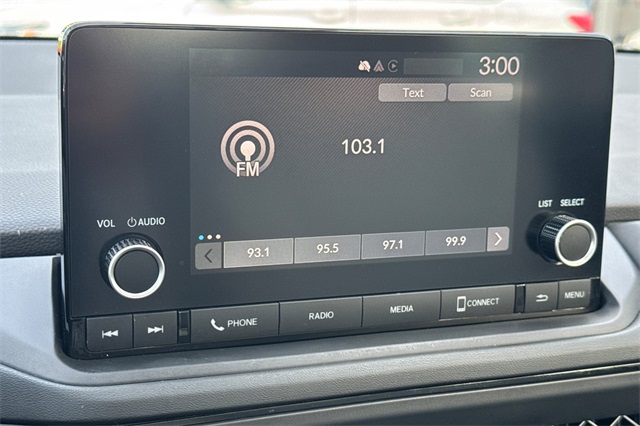 3:00
Text Scan
103.1
FM
VOL AUDIO
LIST SELECT
93.1 95.5 97.1 99.9
PHONE RADIO MEDIA CONNECT MENU